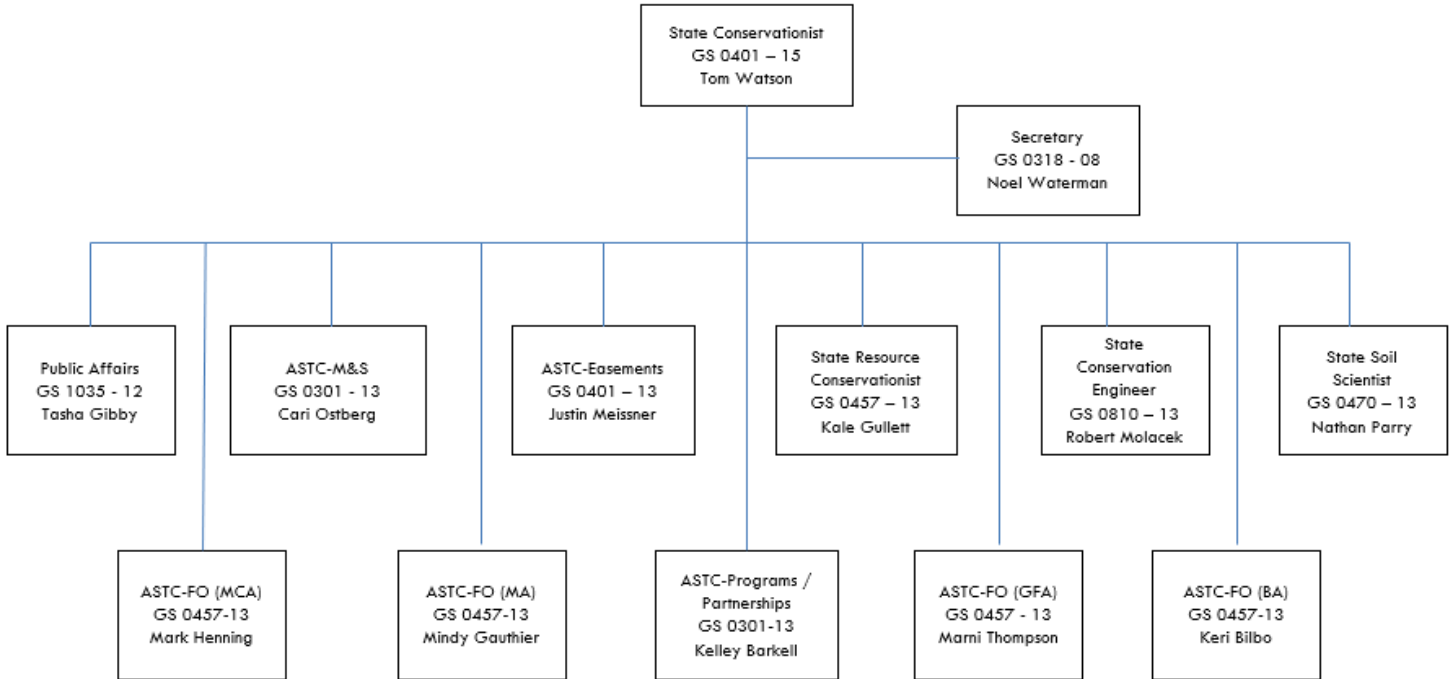 State Conservationist
GS 0401 – 15
Tom Watson
Secretary
GS 0318 - 08
Noel Waterman
Public Affairs
GS 1035 - 12
Tasha Gibby
ASTC-M&S
GS 0301 - 13
Cari Ostberg
ASTC-Easements
GS 0401 – 13
Justin Meissner
State Resource
Conservationist
GS 0457 – 13
Kale Gullett
State
Conservation
Engineer
GS 0810 – 13
Robert Molacek
State Soil
Scientist
GS 0470 – 13
Nathan Parry
ASTC-FO (MCA)
GS 0457-13
Mark Henning
ASTC-FO (MA)
GS 0457-13
Mindy Gauthier
ASTC-Programs /
Partnerships
GS 0301-13
Kelley Barkell
ASTC-FO (GFA)
GS 0457 - 13
Marni Thompson
ASTC-FO (BA)
GS 0457-13
Keri Bilbo